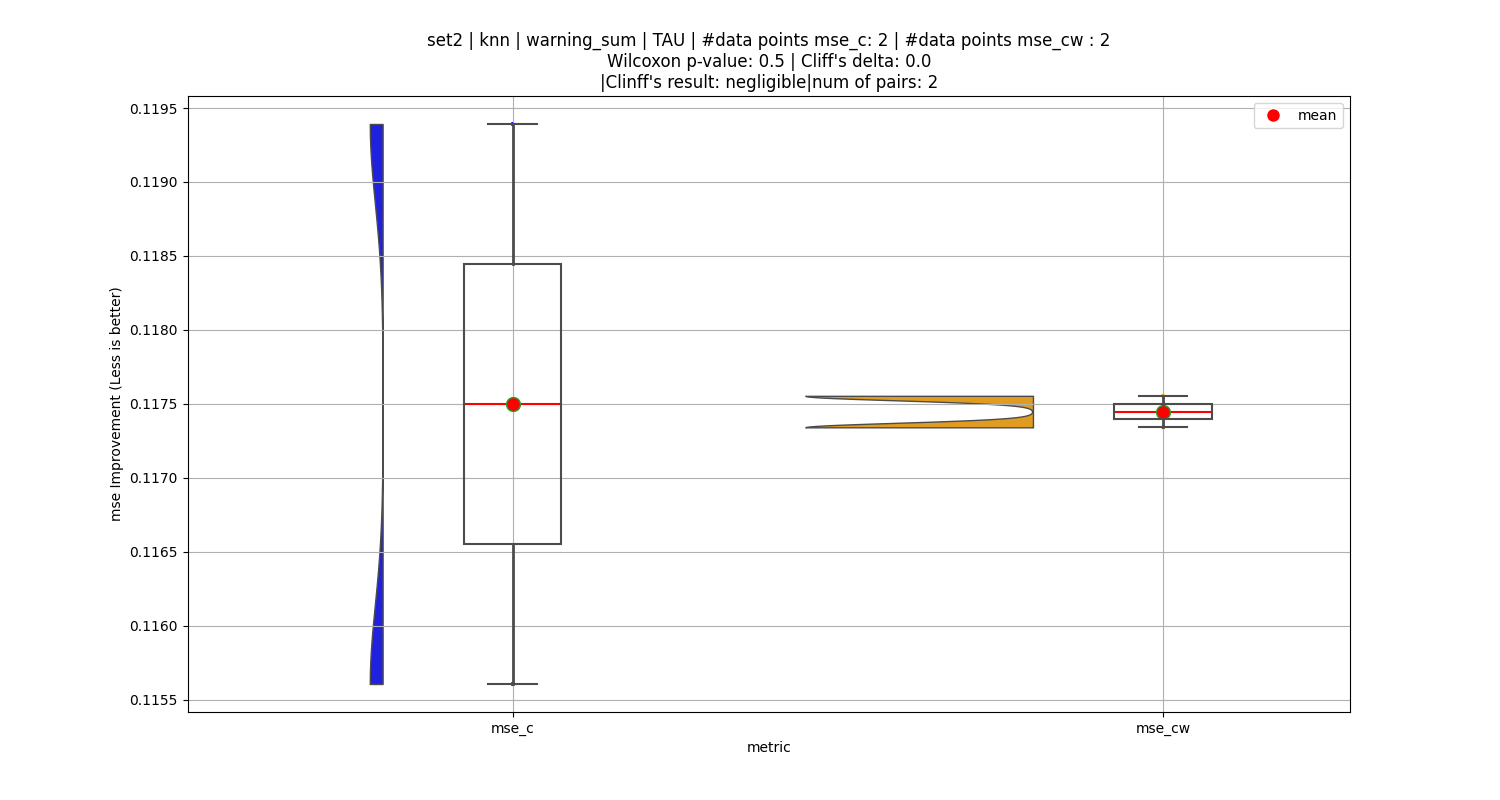 set2 | knn | warning_sum | TAU | #data points mse_c: 2 | #data points mse_cw : 2
Wilcoxon p-value: 0.5 | Cliff's delta: 0.0
|Clinff's result: negligible|num of pairs: 2
mean
0.1195
0.1190
0.1185
0.1180
0.1175
0.1170
0.1165
0.1160
0.1155
mse Improvement (Less is better)
mse_c
mse_cw
metric